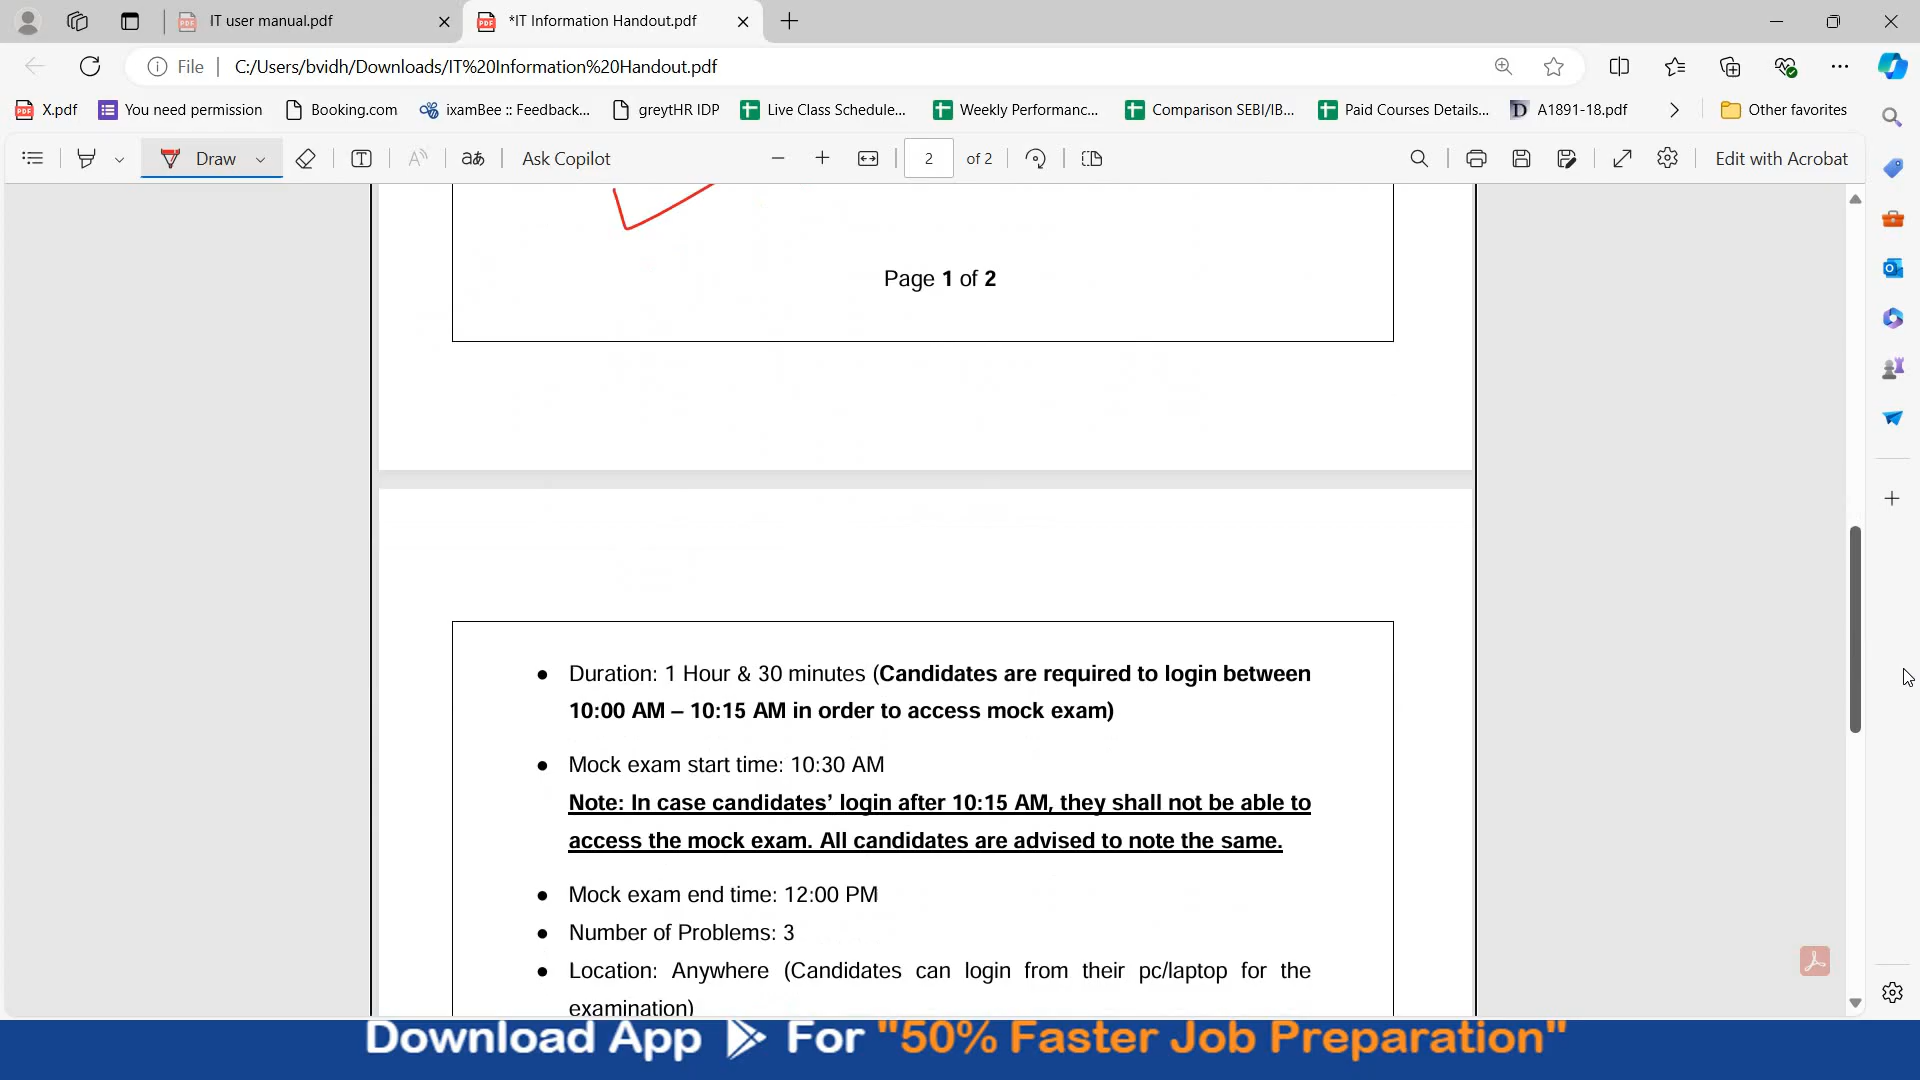 IT user manual.pdf
*IT Information Handout.pdf
File
C:/Users/bvidh/Downloads/IT%20Information%20Handout.pdf
X.pdf
You need permission
Booking.com
ixamBee :: Feedback...
greytHR IDP
Live Class Schedule...
Weekly Performanc...
Comparison SEBI/IB...
Paid Courses Details...
A1891-18.pdf
Other favorites
Draw
Ask Copilot
2
of 2
Edit with Acrobat
Page 1 of 2
● Duration: 1 Hour & 30 minutes (Candidates are required to login between
10:00 AM – 10:15 AM in order to access mock exam)
● Mock exam start time: 10:30 AM
Note: In case candidates’ login after 10:15 AM, they shall not be able to
access the mock exam. All candidates are advised to note the same.
● Mock exam end time: 12:00 PM
● Number of Problems: 3
● Location: Anywhere (Candidates can login from their pc/laptop for the
examination)
Download App For "50% Faster Job Preparation"